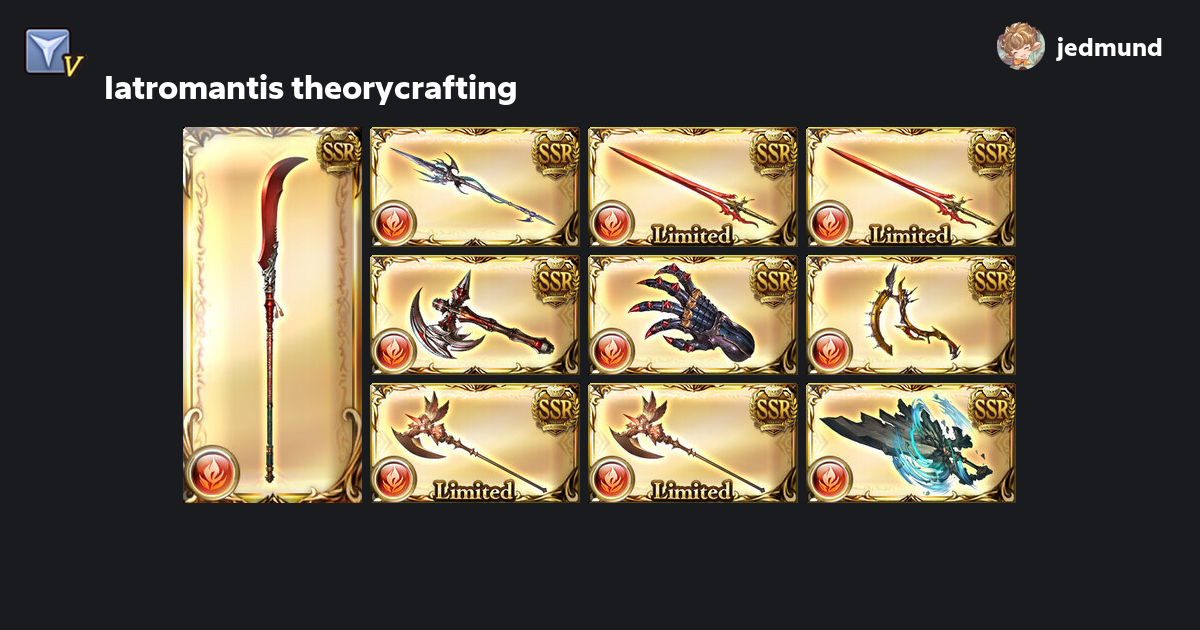 V
jedmund
Iatromantis theorycrafting
SSR
SSR
SSR
SSR
Limited
Limited
SSR
SSR
SSR
SSR
SSR
SSR
Limited
Limited